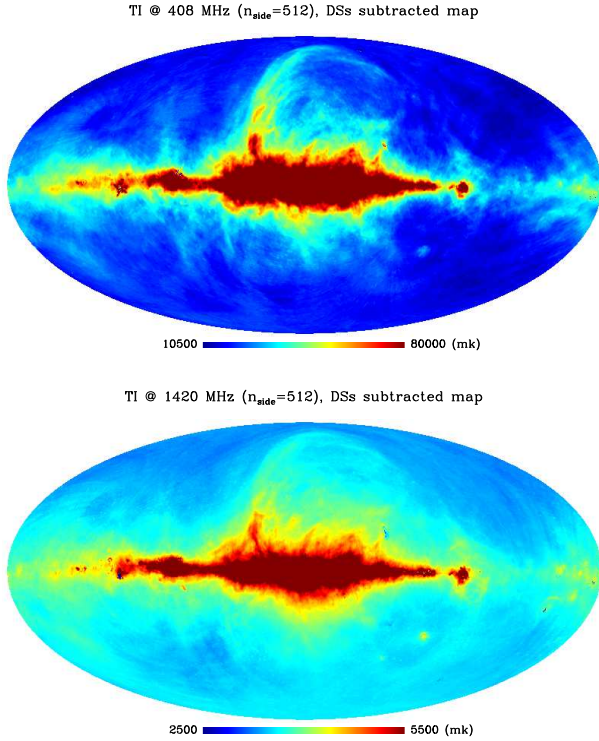 TI @ 408 MHz (nside=512), DSs subtracted map
10500 80000 (mk)
TI @ 1420 MHz (nside=512), DSs subtracted map
2500 5500 (mk)